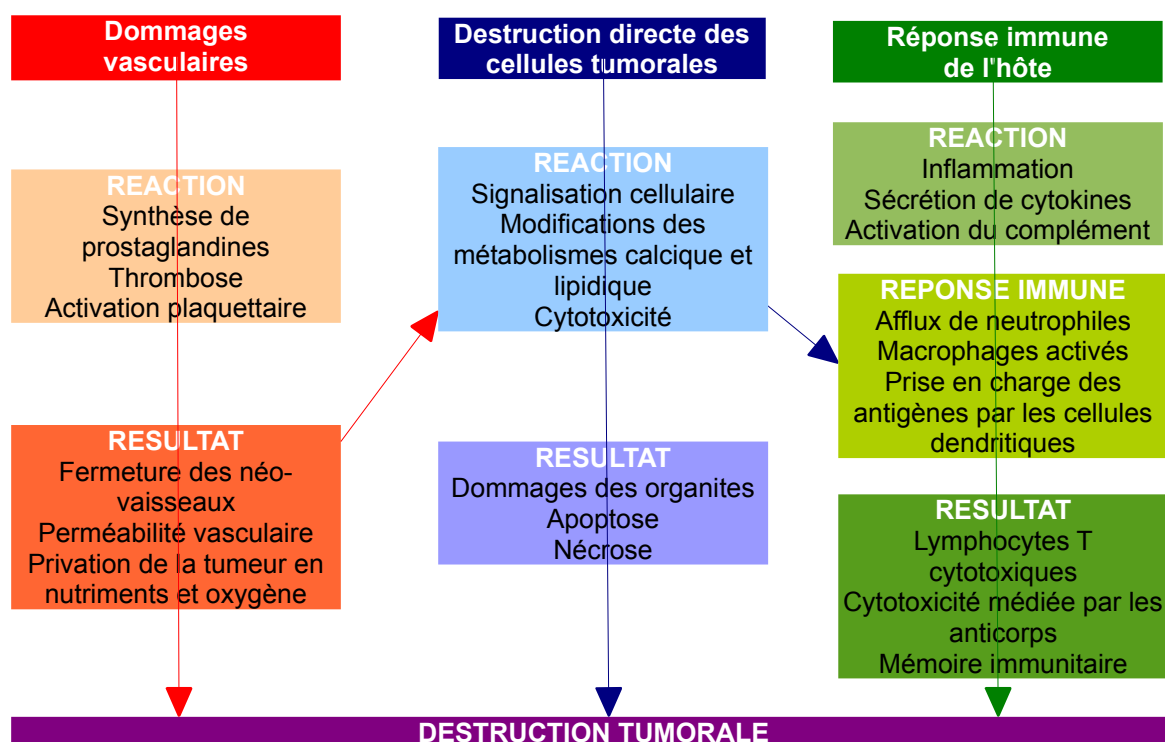 Dommages
vasculaires
REACTION
Synthèse de
prostaglandines
Thrombose
Activation plaquettaire
RESULTAT
Fermeture des néo-
vaisseaux
Perméabilité vasculaire
Privation de la tumeur en
nutriments et oxygène
Destruction directe des
cellules tumorales
REACTION
Signalisation cellulaire
Modifications des
métabolismes calcique et
lipidique
Cytotoxicité
RESULTAT
Dommages des organites
Apoptose
Nécrose
Réponse immune
de l'hôte
REACTION
Inflammation
Sécrétion de cytokines
Activation du complément
REPONSE IMMUNE
Afflux de neutrophiles
Macrophages activés
Prise en charge des
antigènes par les cellules
dendritiques
RESULTAT
Lymphocytes T
cytotoxiques
Cytotoxicité médiée par les
anticorps
Mémoire immunitaire
DESTRUCTION TUMORALE